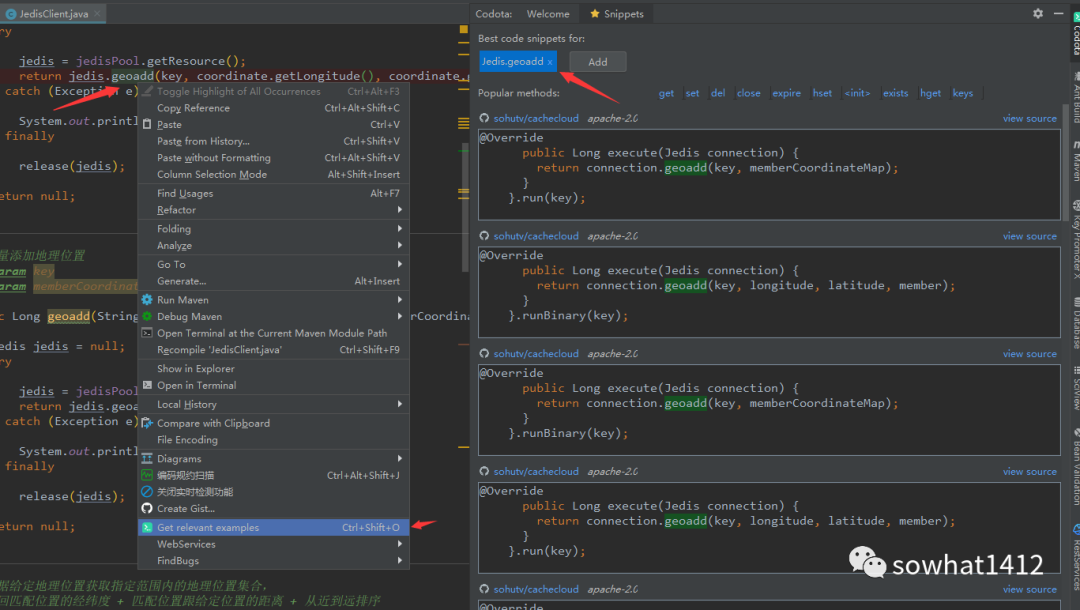 JedisClient.java
jedis = jedisPool.getResource();
return jedis.geoadd(key, coordinate.getLongitude(), coordinate.
catch (Exception e)
System.out.printl
finally
release(jedis);
eturn null;
量添加地理位置
aram key
aram memberCoordinat
c Long geoadd(String
erCoordina
edis jedis = null;
ry
jedis = jedisPool
return jedis.geoa
catch (Exception e)
System.out.printl
finally
release(jedis);
eturn null;
据给定地理位置获取指定范围内的地理位置集合，
回匹配位置的经纬度 + 匹配位置跟给定位置的距离 + 从近到远排序
Toggle Highlight of All Occurrences Ctrl+Alt+F3
Copy Reference Ctrl+Alt+Shift+C
Paste Ctrl+V
Paste from History... Ctrl+Shift+V
Paste without Formatting Ctrl+Alt+Shift+V
Column Selection Mode Alt+Shift+Insert
Find Usages Alt+F7
Refactor
Folding
Analyze
Go To
Generate... Alt+Insert
Run Maven
Debug Maven
Open Terminal at the Current Maven Module Path
Recompile 'JedisClient.java' Ctrl+Shift+F9
Show in Explorer
Open in Terminal
Local History
Compare with Clipboard
File Encoding
Diagrams
编码规约扫描 Ctrl+Alt+Shift+J
关闭实时检测功能
Create Gist...
Get relevant examples Ctrl+Shift+O
WebServices
FindBugs
Codota: Welcome Snippets
Best code snippets for:
Jedis.geoadd x Add
Popular methods: get set del close expire hset <init> exists hget keys
sohutv/cachecloud apache-2.0 view source
@Override
public Long execute(Jedis connection) {
return connection.geoadd(key, memberCoordinateMap);
}
}.run(key);
sohutv/cachecloud apache-2.0 view source
@Override
public Long execute(Jedis connection) {
return connection.geoadd(key, longitude, latitude, member);
}
}.runBinary(key);
sohutv/cachecloud apache-2.0 view source
@Override
public Long execute(Jedis connection) {
return connection.geoadd(key, memberCoordinateMap);
}
}.runBinary(key);
sohutv/cachecloud apache-2.0 view source
@Override
public Long execute(Jedis connection) {
return connection.geoadd(key, longitude, latitude, member);
}
}.run(key);
sohutv/cachecloud apache-2.0 view source
@Override
Codota
Ant Build
Maven
Key Promoter X
Database
SciView
Bean Validation
RestServices
sowhat1412